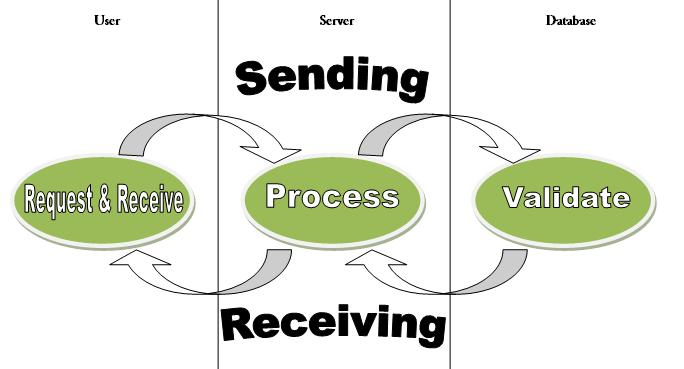 User
Server
Database
Sending
Request & Receive
Process
Validate
Receiving